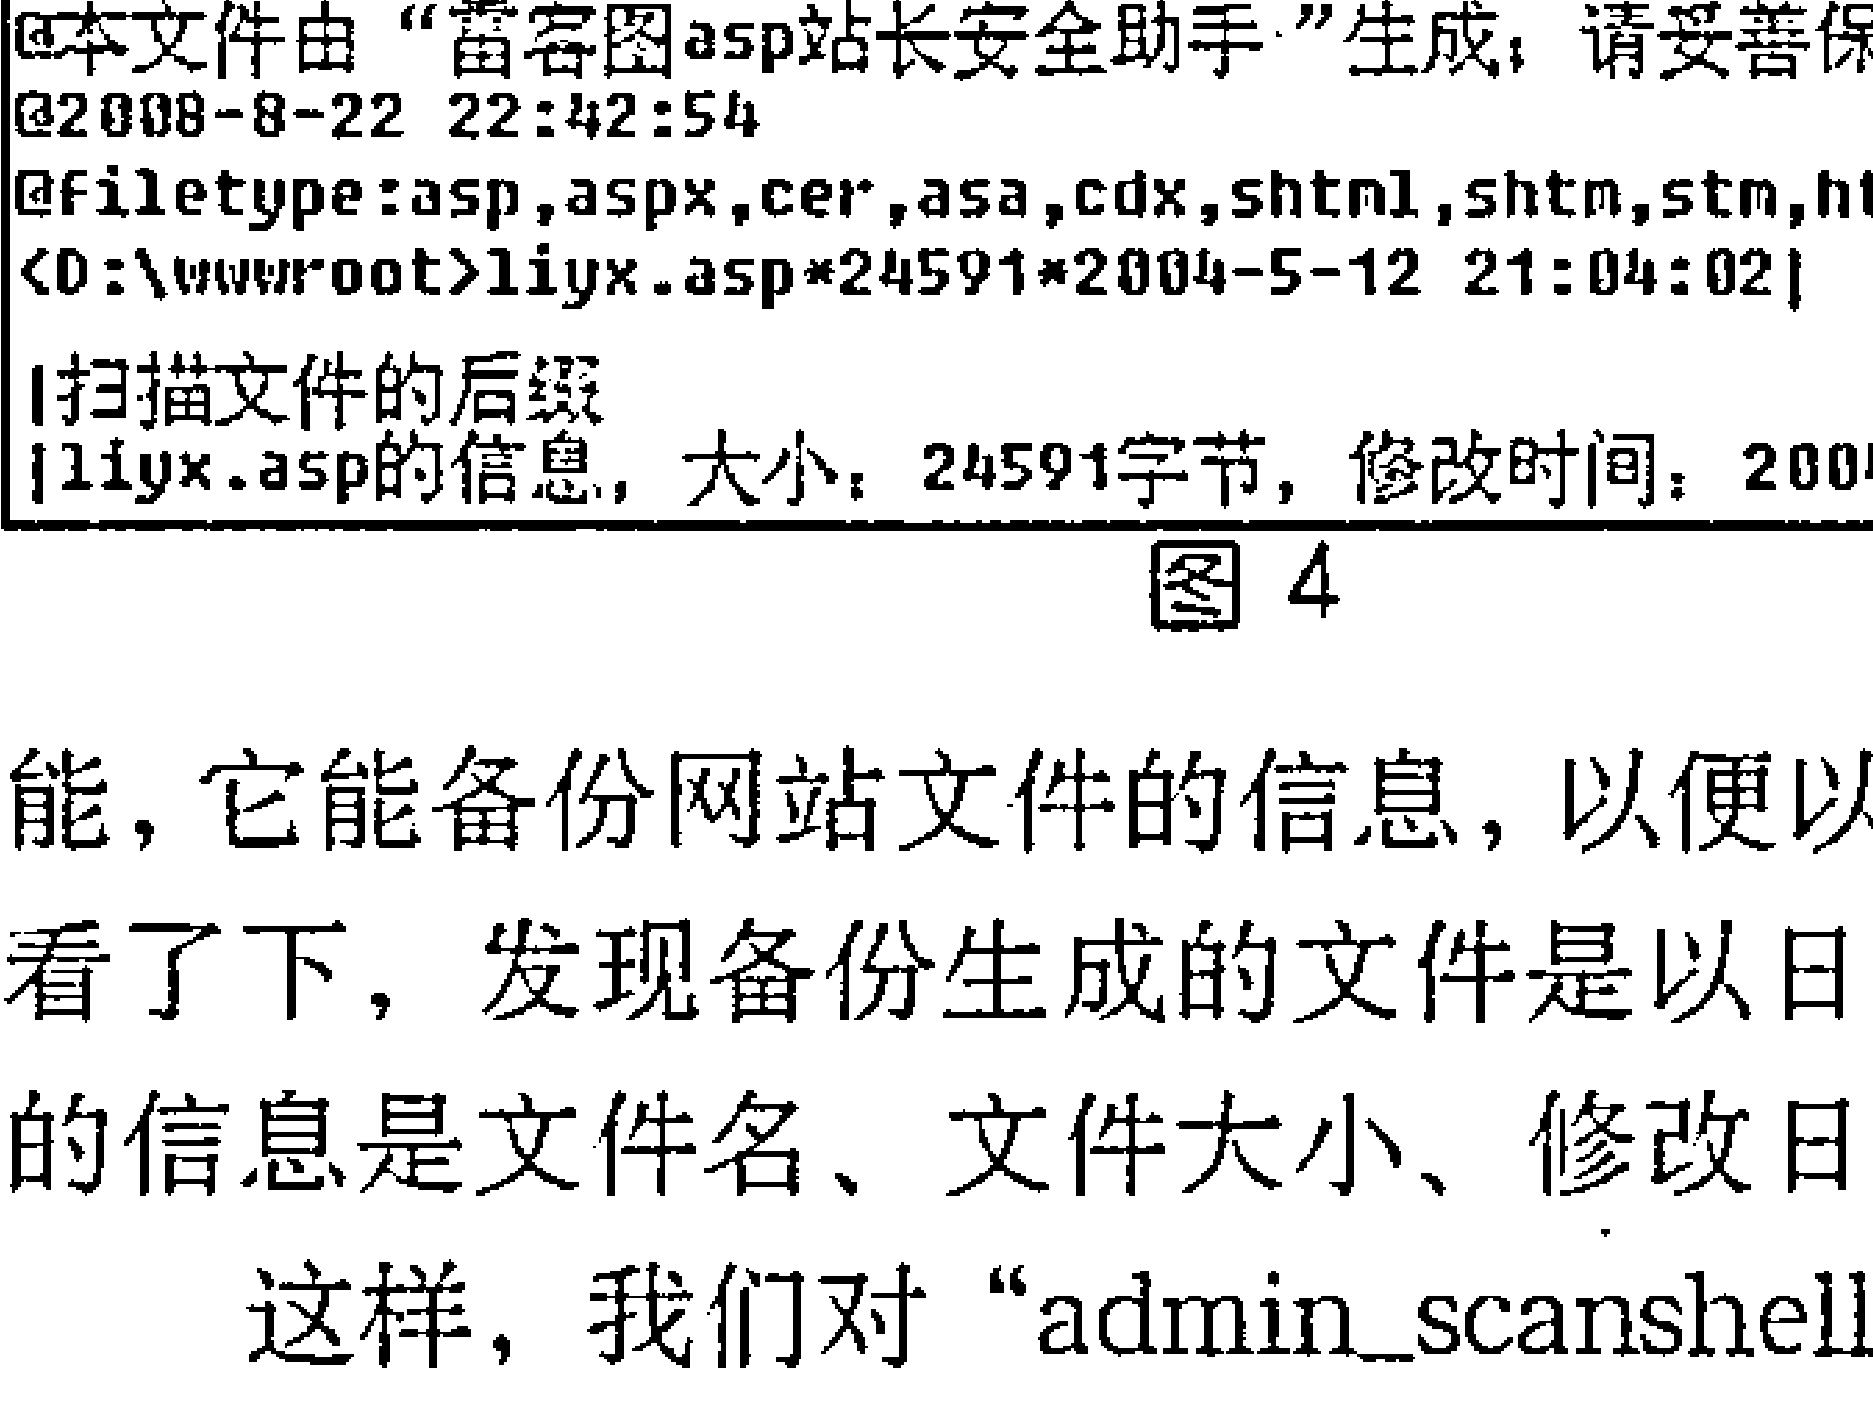 @本文件由“雷客图asp站长安全助手”生成；请妥善保
@2008-8-22 22:42:54
@filetype:asp,aspx,cer,asa,cdx,shtml,shtm,stm,ht
<D:\wwwroot>liyx.asp*24591*2004-5-12 21:04:02|
|扫描文件的后缀
|liyx.asp的信息，大小：24591字节，修改时间：2004
图 4
能，它能备份网站文件的信息，以便以
看了下，发现备份生成的文件是以日
的信息是文件名、文件大小、修改日
这样，我们对“admin_scanshell